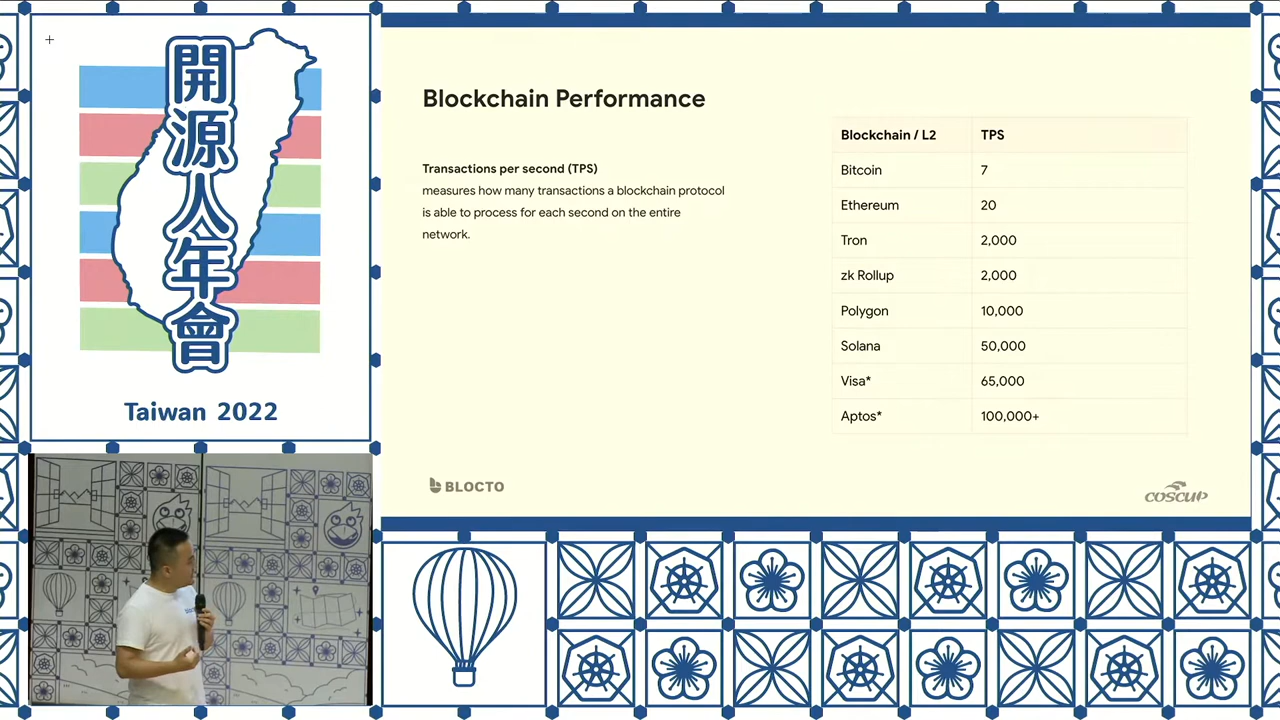 開源人年會
Taiwan 2022
Blockchain Performance
Transactions per second (TPS)
measures how many transactions a blockchain protocol
is able to process for each second on the entire
network.
Blockchain / L2 TPS
Bitcoin 7
Ethereum 20
Tron 2,000
zk Rollup 2,000
Polygon 10,000
Solana 50,000
Visa* 65,000
Aptos* 100,000+
BLOCTO
COSCUP